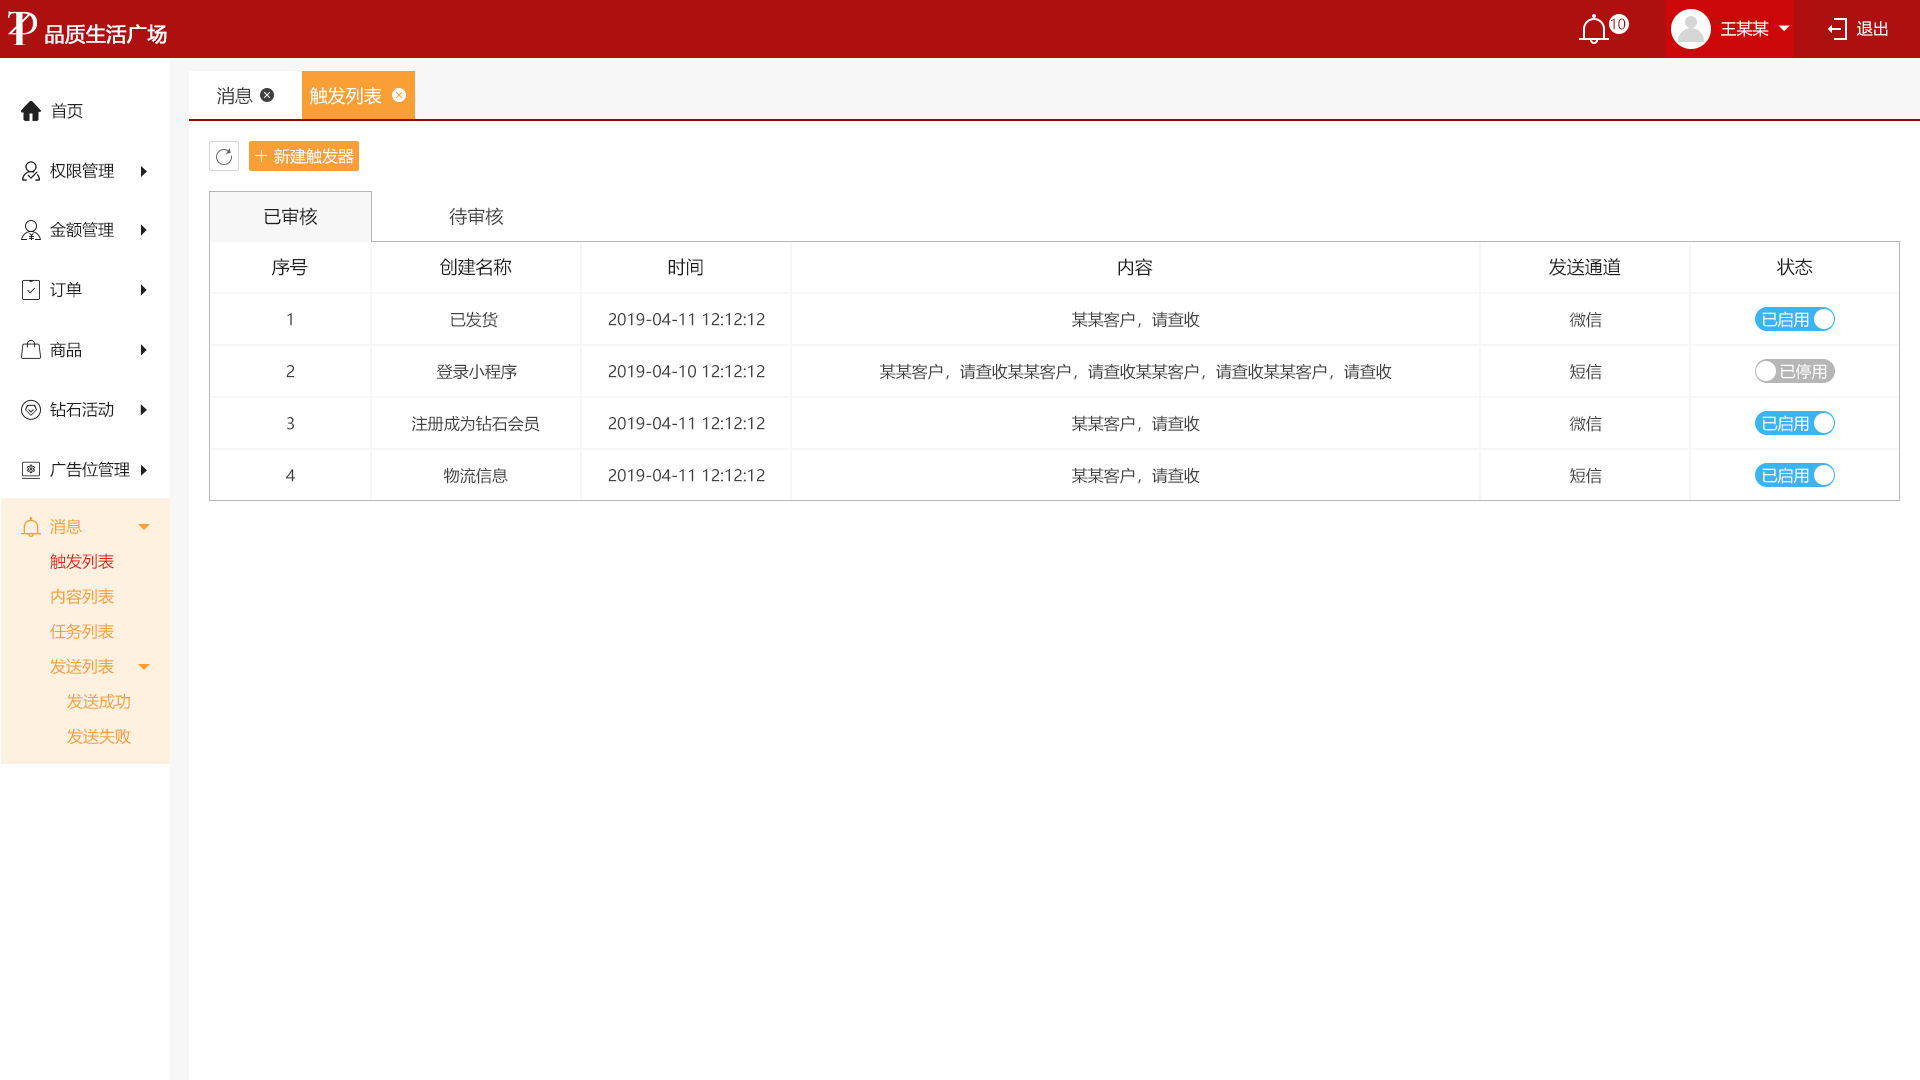 品质生活广场
10
王某某
退出
首页
权限管理
金额管理
订单
商品
钻石活动
广告位管理
消息
触发列表
内容列表
任务列表
发送列表
发送成功
发送失败
消息 触发列表
新建触发器
已审核 待审核
序号 创建名称 时间 内容 发送通道 状态
1 已发货 2019-04-11 12:12:12 某某客户，请查收 微信 已启用
2 登录小程序 2019-04-10 12:12:12 某某客户，请查收某某客户，请查收某某客户，请查收某某客户，请查收 短信 已停用
3 注册成为钻石会员 2019-04-11 12:12:12 某某客户，请查收 微信 已启用
4 物流信息 2019-04-11 12:12:12 某某客户，请查收 短信 已启用